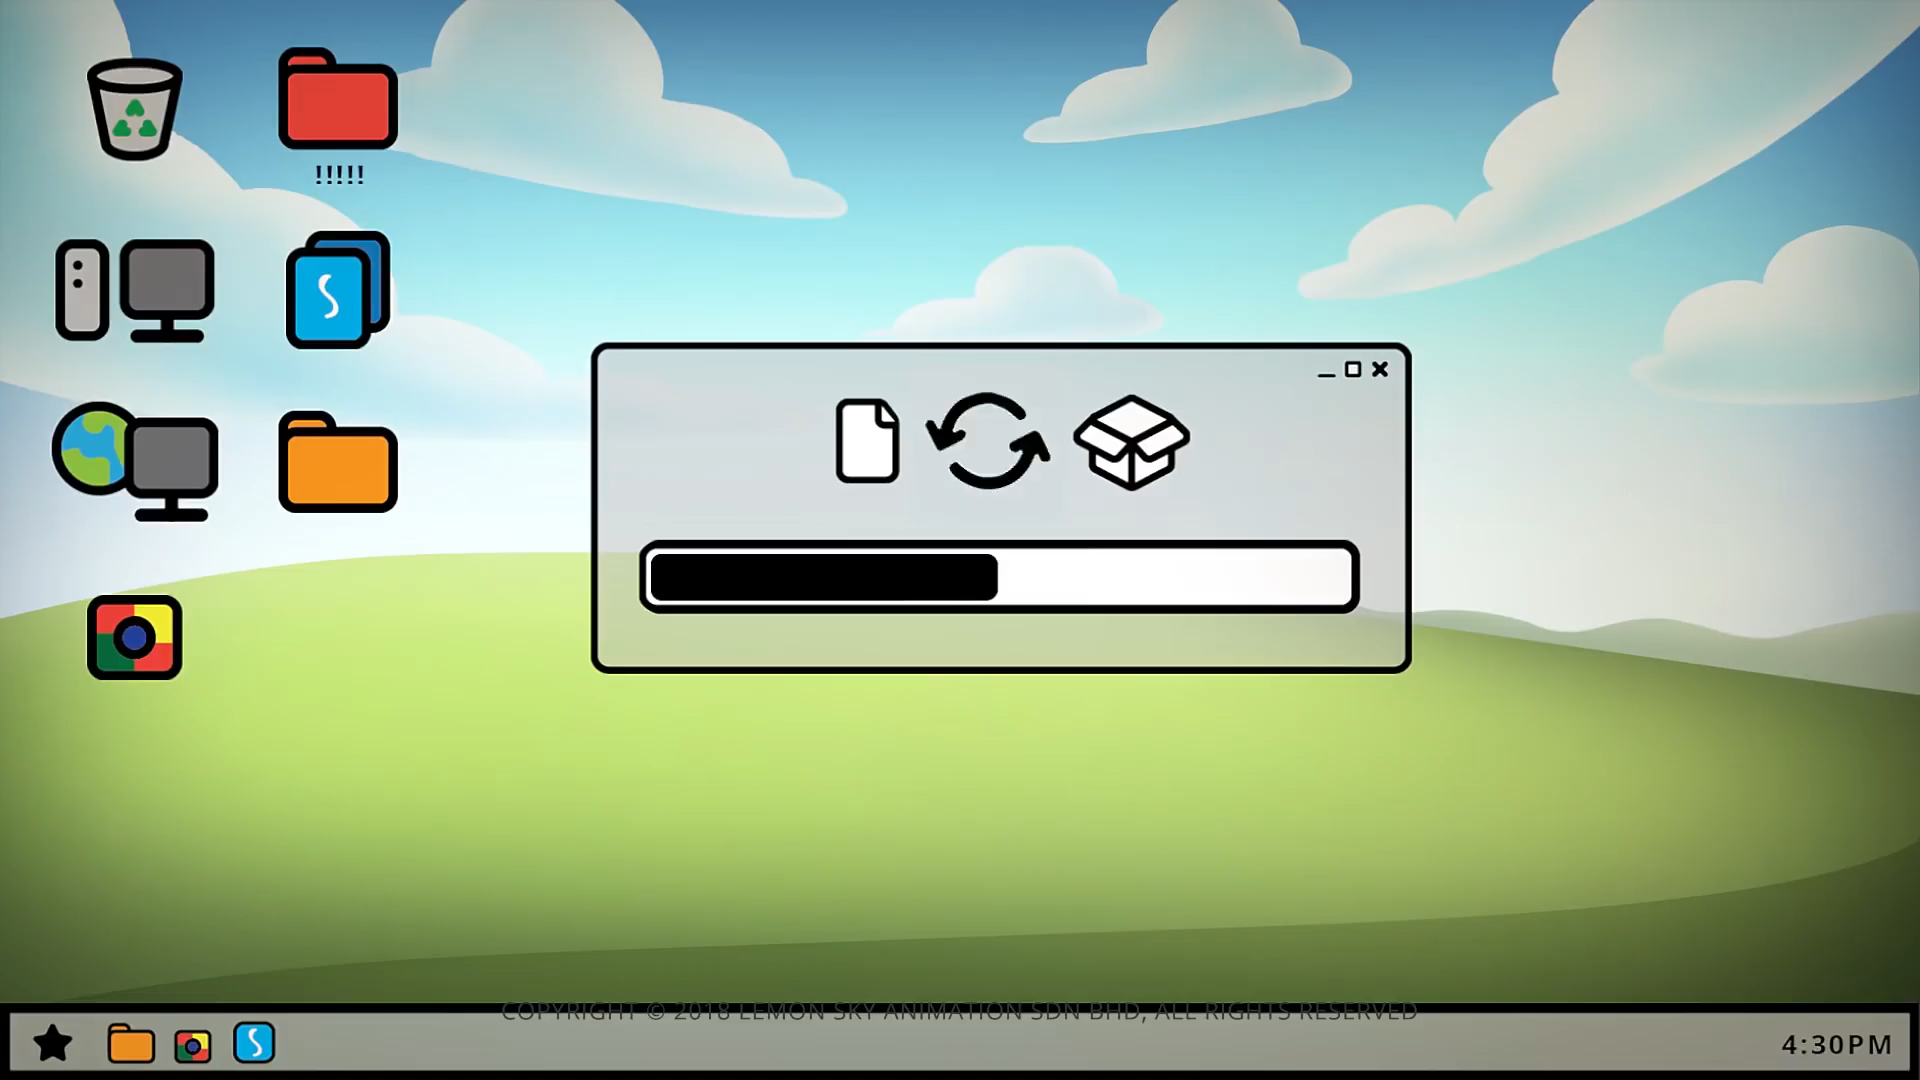 !!!!!
S
S
COPYRIGHT © 2018 LEMON SKY ANIMATION SDN BHD, ALL RIGHTS RESERVED
4:30PM